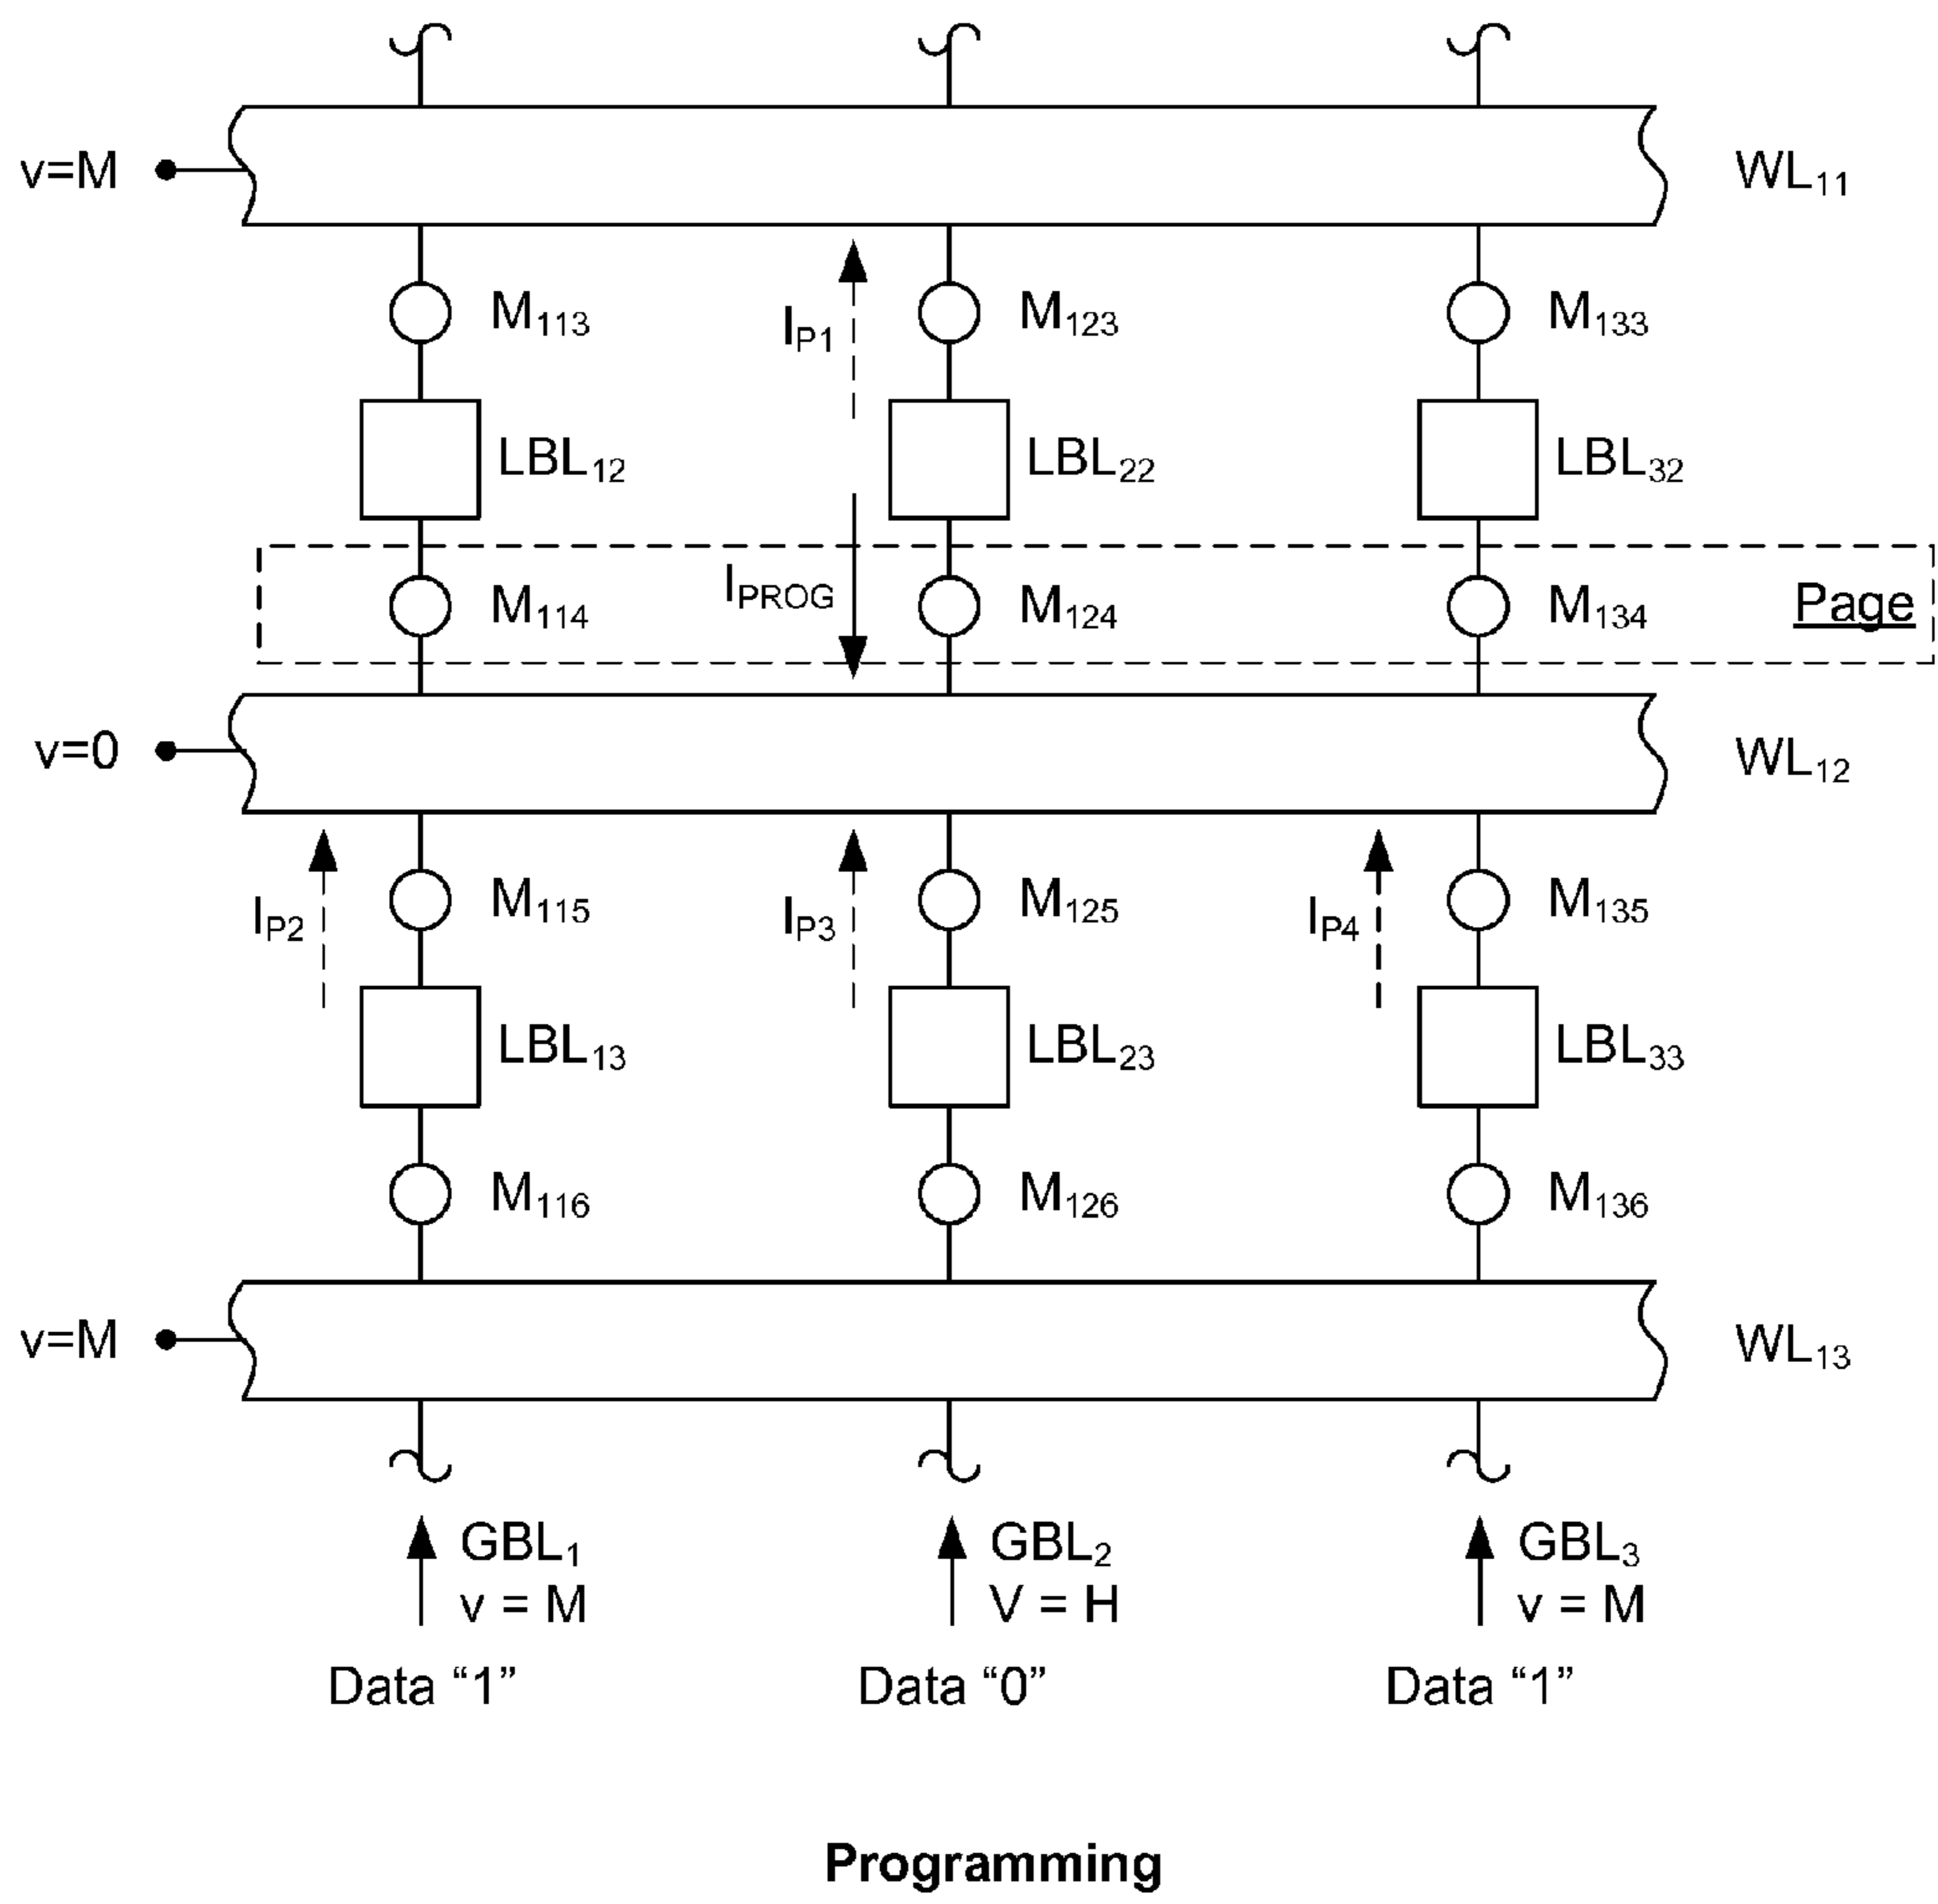 v=M
WL11
M113
IP1
M123
M133
LBL12
LBL22
LBL32
M114
IPROG
M124
M134
Page
v=0
WL12
IP2
M115
IP3
M125
IP4
M135
LBL13
LBL23
LBL33
M116
M126
M136
v=M
WL13
GBL1
v = M
GBL2
V = H
GBL3
v = M
Data “1”
Data “0”
Data “1”
Programming